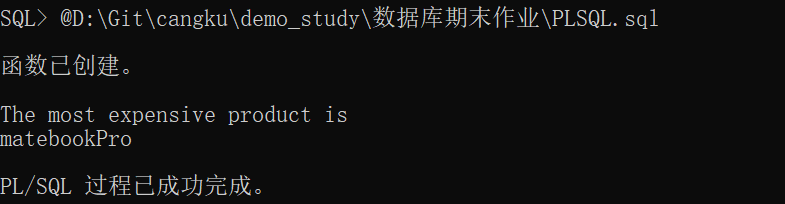 SQL> @D:\Git\cangku\demo_study\数据库期末作业\PLSQL.sql
函数已创建。
The most expensive product is
matebookPro
PL/SQL 过程已成功完成。